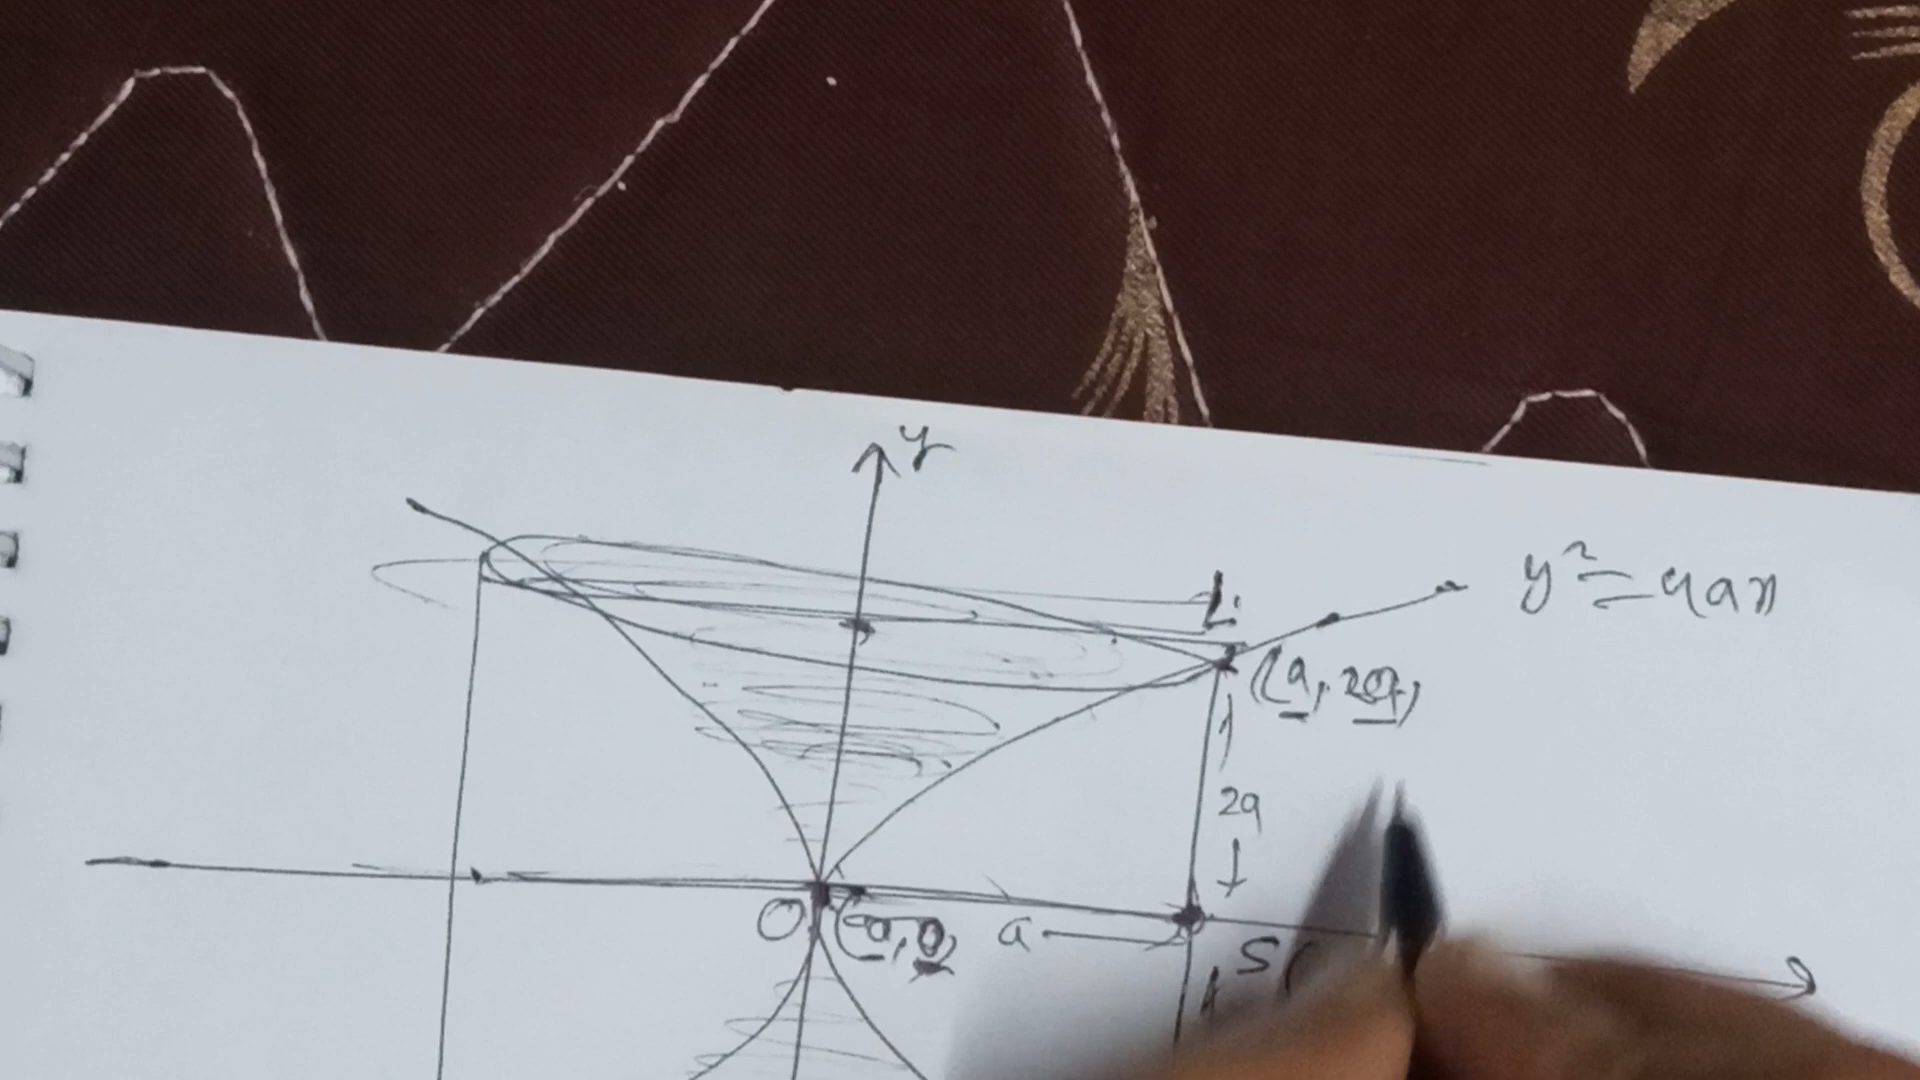 y
y² = 4ax
L
(a, 2a)
2a
O (0,0) a
S (